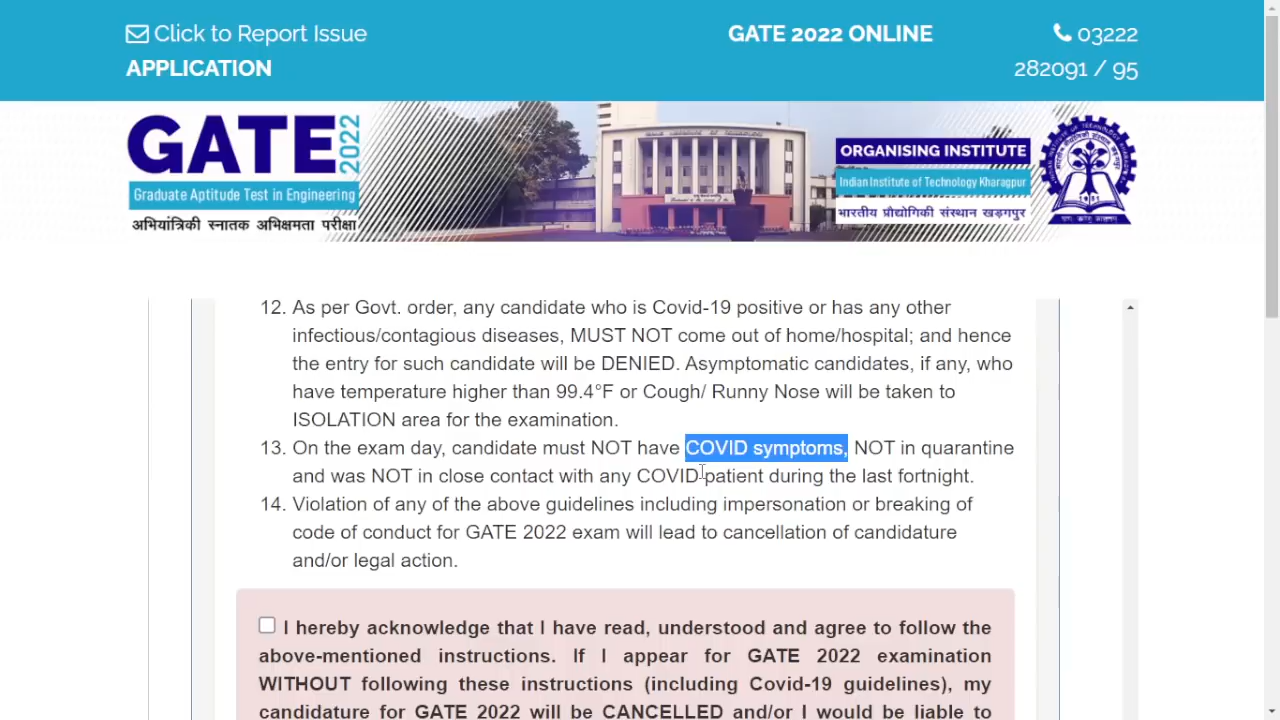 Click to Report Issue
GATE 2022 ONLINE
03222
APPLICATION
282091 / 95
GATE 2022
Graduate Aptitude Test in Engineering
अभियांत्रिकी स्नातक अभिक्षमता परीक्षा
ORGANISING INSTITUTE
Indian Institute of Technology Kharagpur
भारतीय प्रौद्योगिकी संस्थान खड़गपुर
12. As per Govt. order, any candidate who is Covid-19 positive or has any other
infectious/contagious diseases, MUST NOT come out of home/hospital; and hence
the entry for such candidate will be DENIED. Asymptomatic candidates, if any, who
have temperature higher than 99.4°F or Cough/ Runny Nose will be taken to
ISOLATION area for the examination.
13. On the exam day, candidate must NOT have COVID symptoms, NOT in quarantine
and was NOT in close contact with any COVID patient during the last fortnight.
14. Violation of any of the above guidelines including impersonation or breaking of
code of conduct for GATE 2022 exam will lead to cancellation of candidature
and/or legal action.
I hereby acknowledge that I have read, understood and agree to follow the
above-mentioned instructions. If I appear for GATE 2022 examination
WITHOUT following these instructions (including Covid-19 guidelines), my
candidature for GATE 2022 will be CANCELLED and/or I would be liable to